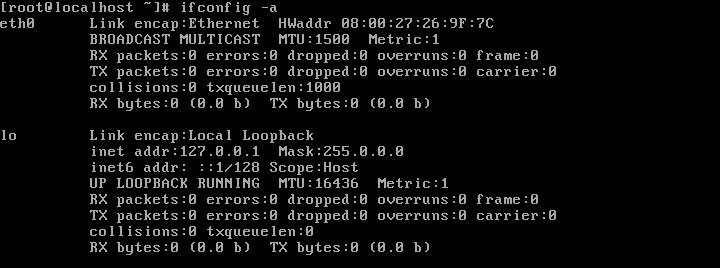 [root@localhost ~]# ifconfig -a
eth0      Link encap:Ethernet  HWaddr 08:00:27:26:9F:7C
          BROADCAST MULTICAST  MTU:1500  Metric:1
          RX packets:0 errors:0 dropped:0 overruns:0 frame:0
          TX packets:0 errors:0 dropped:0 overruns:0 carrier:0
          collisions:0 txqueuelen:1000
          RX bytes:0 (0.0 b)  TX bytes:0 (0.0 b)

lo        Link encap:Local Loopback
          inet addr:127.0.0.1  Mask:255.0.0.0
          inet6 addr: ::1/128 Scope:Host
          UP LOOPBACK RUNNING  MTU:16436  Metric:1
          RX packets:0 errors:0 dropped:0 overruns:0 frame:0
          TX packets:0 errors:0 dropped:0 overruns:0 carrier:0
          collisions:0 txqueuelen:0
          RX bytes:0 (0.0 b)  TX bytes:0 (0.0 b)